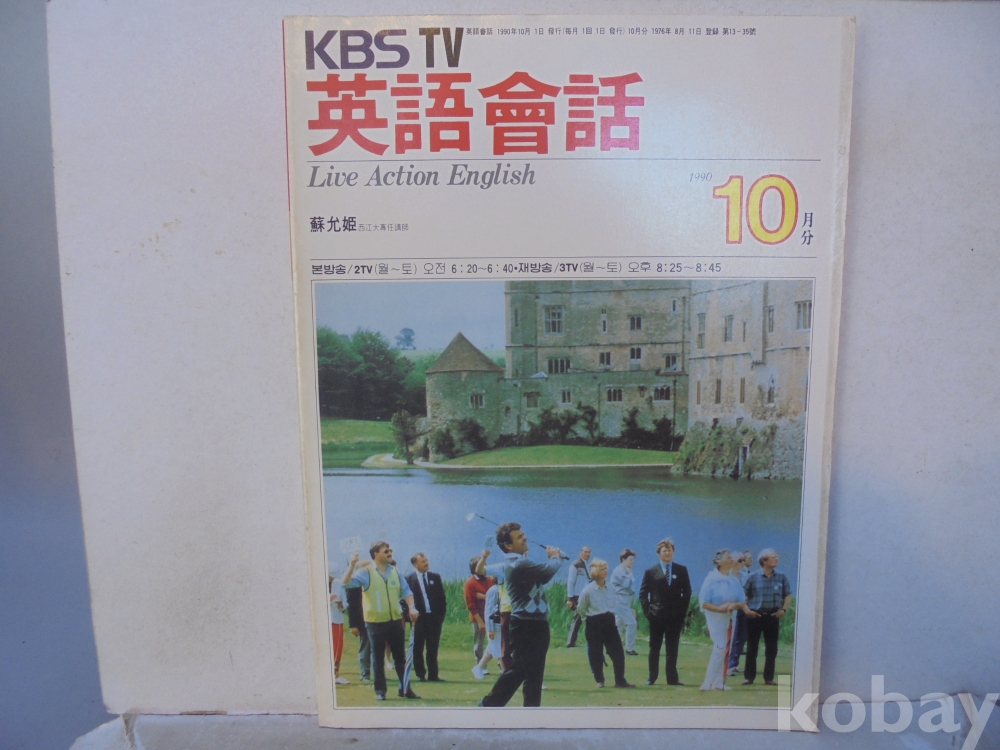 KBS TV
英語會話 1990年 10月 1日 發行(每月 1回 1日 發行) 10月分 1976年 8月 11日 登錄 第13-35號
英語會話
Live Action English
1990
10月分
蘇允姬 西江大專任講師
본방송/2TV(월~토) 오전 6:20~6:40•재방송/3TV(월~토) 오후 8:25~8:45
kobay